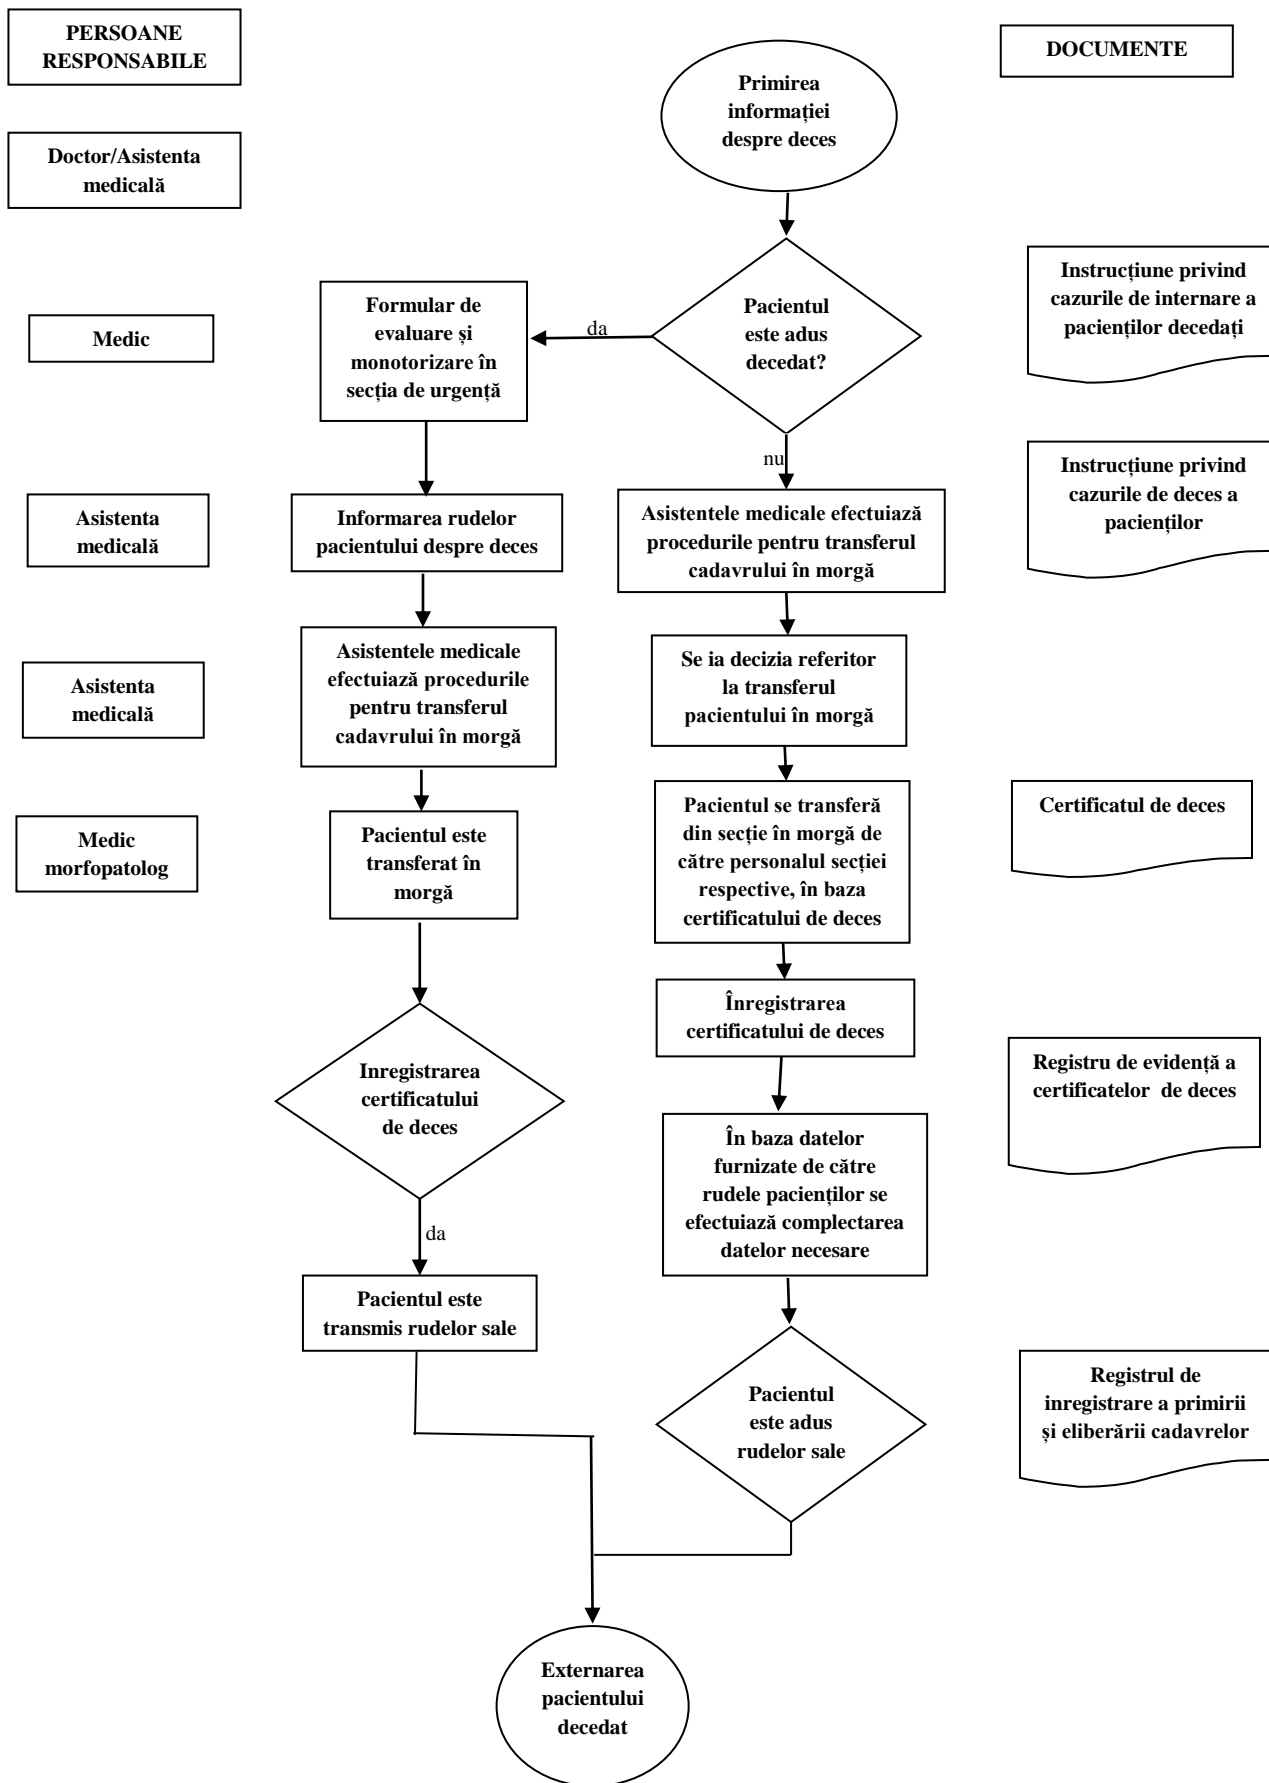 PERSOANE
RESPONSABILE
DOCUMENTE
Primirea
informației
despre deces
Doctor/Asistenta
medicală
Pacientul
este adus
decedat?
Instrucțiune privind
cazurile de internare a
pacienților decedați
Formular de
evaluare și
monotorizare în
secția de urgență
da
Medic
nu
Instrucțiune privind
cazurile de deces a
pacienților
Asistenta
medicală
Informarea rudelor
pacientului despre deces
Asistentele medicale efectuiază
procedurile pentru transferul
cadavrului în morgă
Asistenta
medicală
Asistentele medicale
efectuiază procedurile
pentru transferul
cadavrului în morgă
Se ia decizia referitor
la transferul
pacientului în morgă
Medic
morfopatolog
Pacientul este
transferat în
morgă
Pacientul se transferă
din secție în morgă de
către personalul secției
respective, în baza
certificatului de deces
Certificatul de deces
Înregistrarea
certificatului de deces
Inregistrarea
certificatului
de deces
Registru de evidență a
certificatelor  de deces
În baza datelor
furnizate de către
rudele pacienților se
efectuiază complectarea
datelor necesare
da
Pacientul este
transmis rudelor sale
Pacientul
este adus
rudelor sale
Registrul de
inregistrare a primirii
și eliberării cadavrelor
Externarea
pacientului
decedat